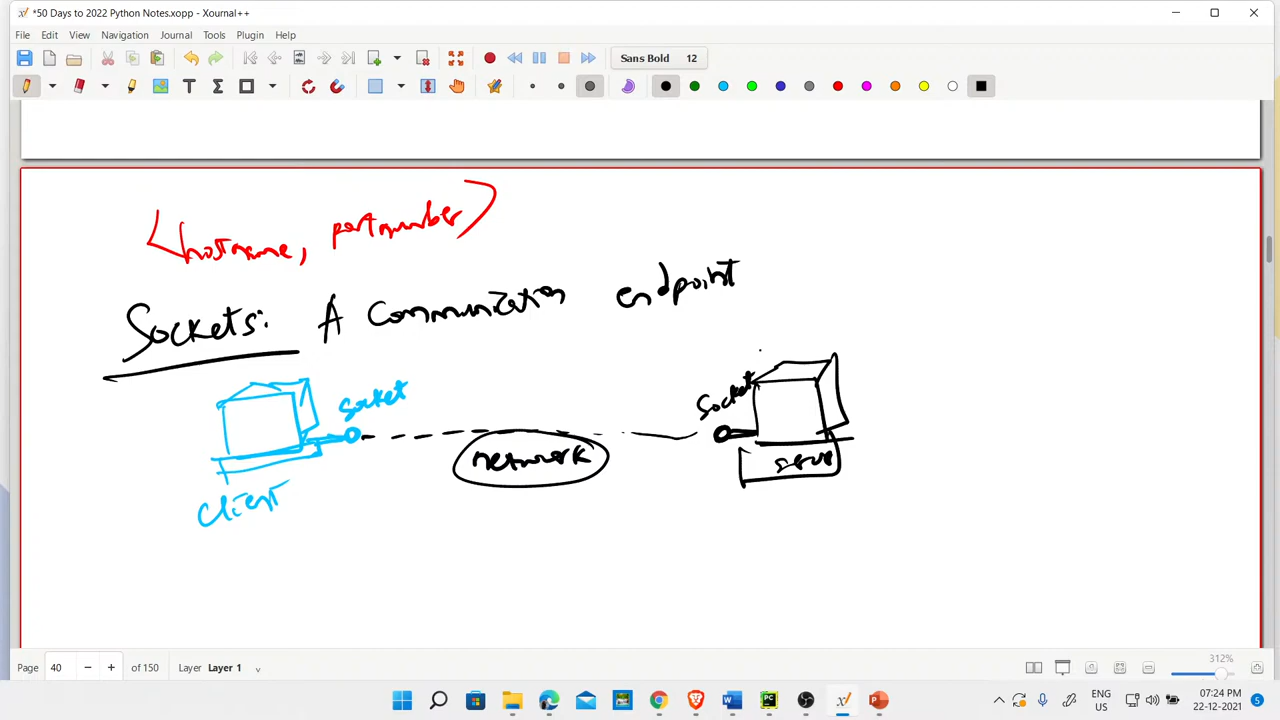 *50 Days to 2022 Python Notes.xopp - Xournal++
File Edit View Navigation Journal Tools Plugin Help
Sans Bold 12
<hostname, portnumber>
Sockets: A Communication endpoint
socket
Socket
network
server
client
Page 40 of 150 Layer Layer 1
312%
ENG
US
07:24 PM
22-12-2021
5